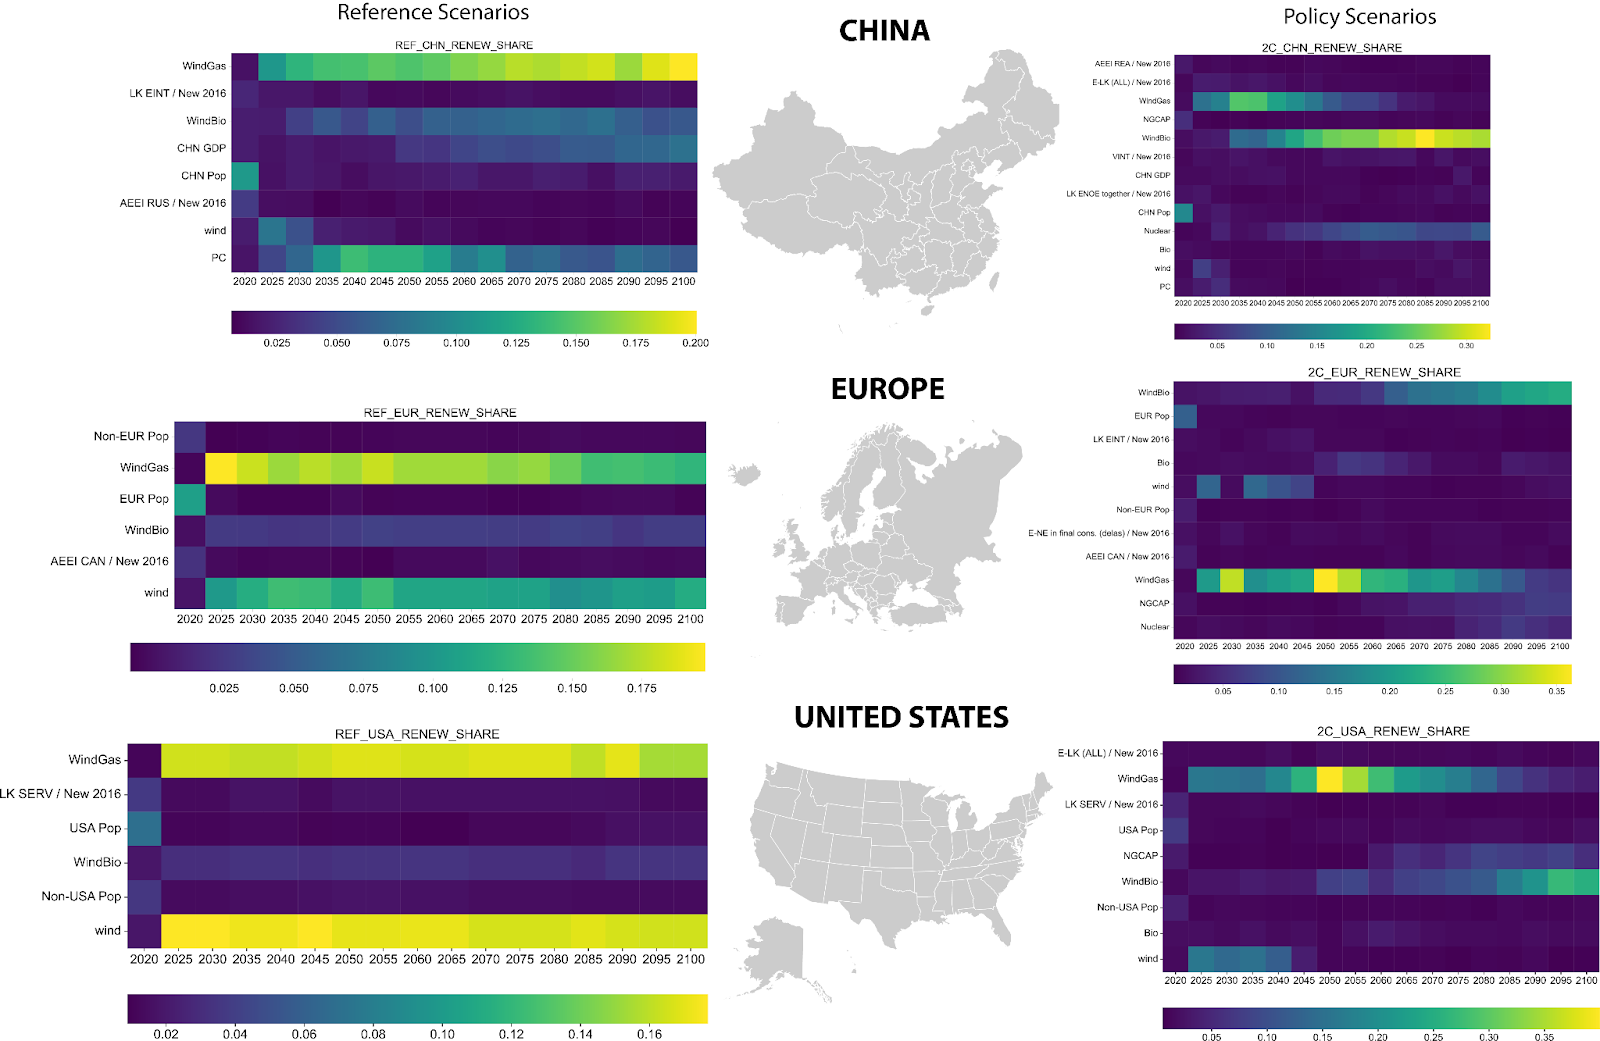 Reference Scenarios
CHINA
Policy Scenarios
REF_CHN_RENEW_SHARE
WindGas
LK EINT / New 2016
WindBio
CHN GDP
CHN Pop
AEEI RUS / New 2016
wind
PC
2020 2025 2030 2035 2040 2045 2050 2055 2060 2065 2070 2075 2080 2085 2090 2095 2100
0.025 0.050 0.075 0.100 0.125 0.150 0.175 0.200
2C_CHN_RENEW_SHARE
AEEI REA / New 2016
E-LK (ALL) / New 2016
WindGas
NGCAP
WindBio
VINT / New 2016
CHN GDP
LK ENOE together / New 2016
CHN Pop
Nuclear
Bio
wind
PC
2020 2025 2030 2035 2040 2045 2050 2055 2060 2065 2070 2075 2080 2085 2090 2095 2100
0.05 0.10 0.15 0.20 0.25 0.30
EUROPE
REF_EUR_RENEW_SHARE
Non-EUR Pop
WindGas
EUR Pop
WindBio
AEEI CAN / New 2016
wind
2020 2025 2030 2035 2040 2045 2050 2055 2060 2065 2070 2075 2080 2085 2090 2095 2100
0.025 0.050 0.075 0.100 0.125 0.150 0.175
2C_EUR_RENEW_SHARE
WindBio
EUR Pop
LK EINT / New 2016
Bio
wind
Non-EUR Pop
E-NE in final cons. (delas) / New 2016
AEEI CAN / New 2016
WindGas
NGCAP
Nuclear
2020 2025 2030 2035 2040 2045 2050 2055 2060 2065 2070 2075 2080 2085 2090 2095 2100
0.05 0.10 0.15 0.20 0.25 0.30 0.35
UNITED STATES
REF_USA_RENEW_SHARE
WindGas
LK SERV / New 2016
USA Pop
WindBio
Non-USA Pop
wind
2020 2025 2030 2035 2040 2045 2050 2055 2060 2065 2070 2075 2080 2085 2090 2095 2100
0.02 0.04 0.06 0.08 0.10 0.12 0.14 0.16
2C_USA_RENEW_SHARE
E-LK (ALL) / New 2016
WindGas
LK SERV / New 2016
USA Pop
NGCAP
WindBio
Non-USA Pop
Bio
wind
2020 2025 2030 2035 2040 2045 2050 2055 2060 2065 2070 2075 2080 2085 2090 2095 2100
0.05 0.10 0.15 0.20 0.25 0.30 0.35